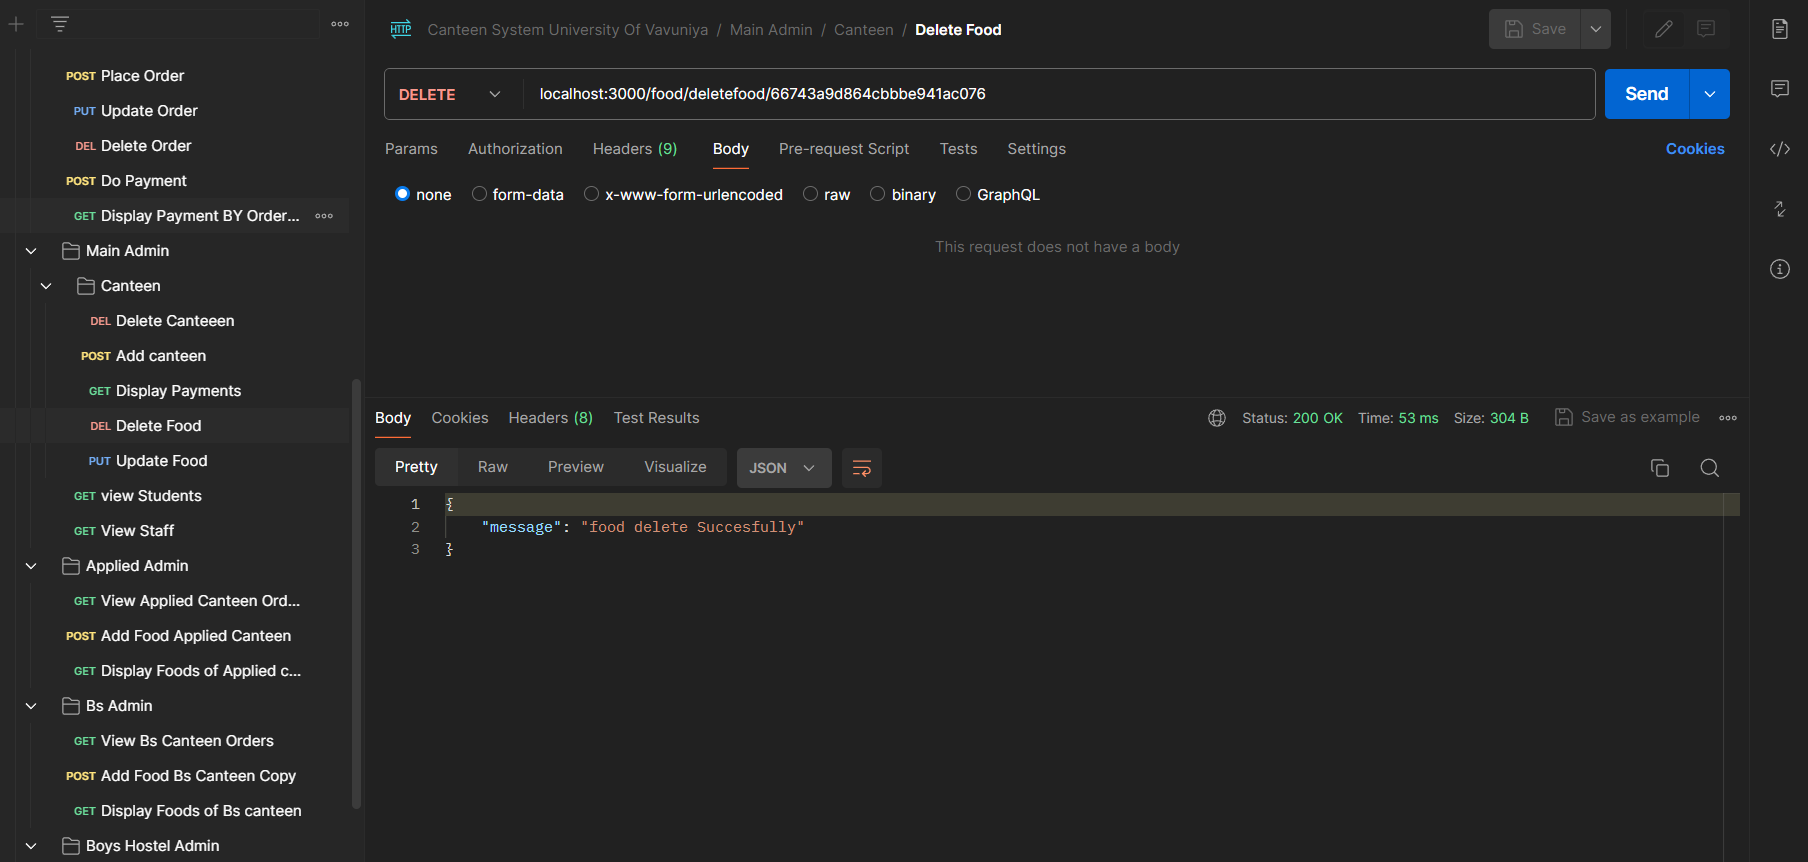 POST Place Order
PUT Update Order
DEL Delete Order
POST Do Payment
GET Display Payment BY Order...
Main Admin
Canteen
DEL Delete Canteeen
POST Add canteen
GET Display Payments
DEL Delete Food
PUT Update Food
GET view Students
GET View Staff
Applied Admin
GET View Applied Canteen Ord...
POST Add Food Applied Canteen
GET Display Foods of Applied c...
Bs Admin
GET View Bs Canteen Orders
POST Add Food Bs Canteen Copy
GET Display Foods of Bs canteen
Boys Hostel Admin
HTTP Canteen System University Of Vavuniya / Main Admin / Canteen / Delete Food
Save
DELETE localhost:3000/food/deletefood/66743a9d864cbbbe941ac076 Send
Params Authorization Headers (9) Body Pre-request Script Tests Settings Cookies
none form-data x-www-form-urlencoded raw binary GraphQL
This request does not have a body
Body Cookies Headers (8) Test Results Status: 200 OK Time: 53 ms Size: 304 B Save as example
Pretty Raw Preview Visualize JSON
1 {
2 "message": "food delete Succesfully"
3 }